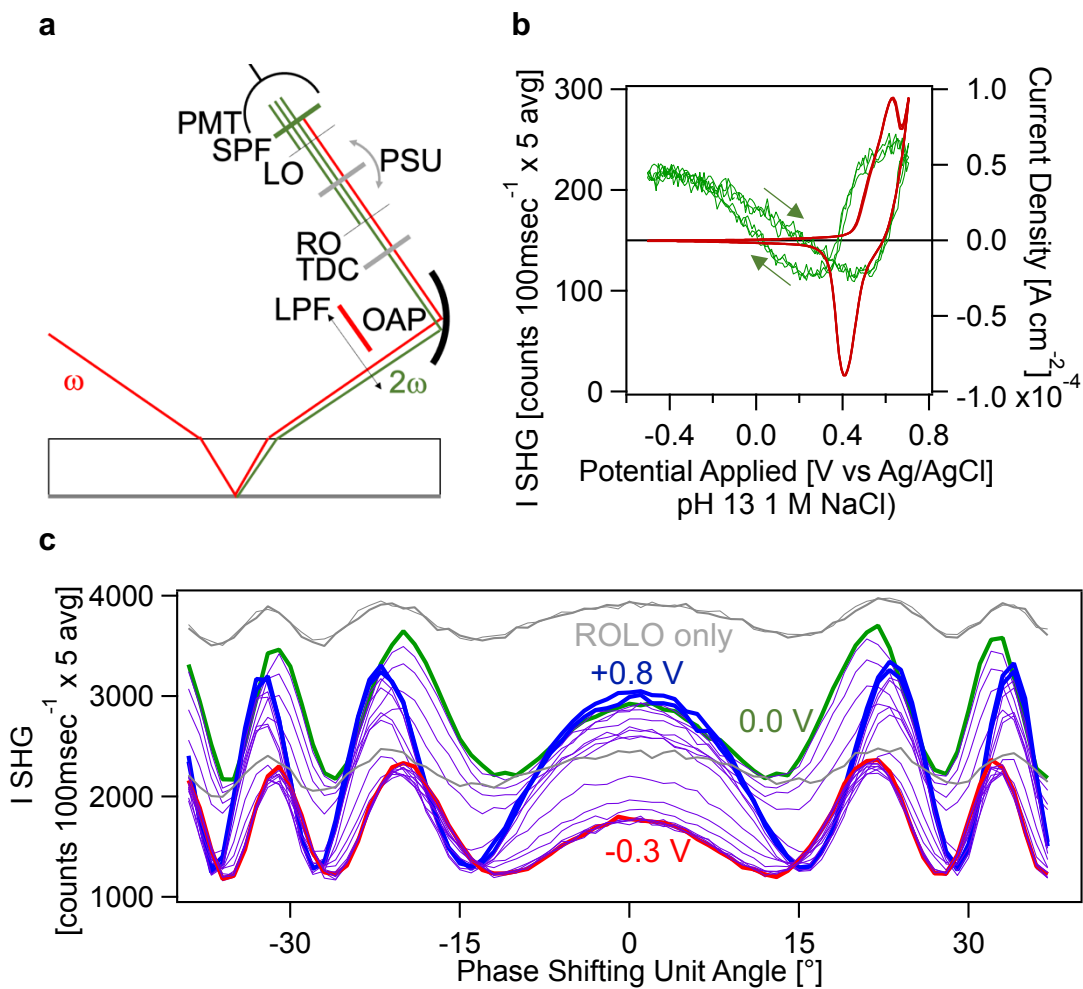 a
PMT
SPF
LO
PSU
RO
TDC
LPF
OAP
ω
2ω
b
I SHG [counts 100msec⁻¹ x 5 avg]
300
200
100
0
1.0
0.5
0.0
-0.5
-1.0 x10⁻⁴
Current Density [A cm⁻²]
-0.4 0.0 0.4 0.8
Potential Applied [V vs Ag/AgCl]
pH 13 1 M NaCl)
c
I SHG
[counts 100msec⁻¹ x 5 avg]
4000
3000
2000
1000
ROLO only
+0.8 V
0.0 V
-0.3 V
-30 -15 0 15 30
Phase Shifting Unit Angle [°]